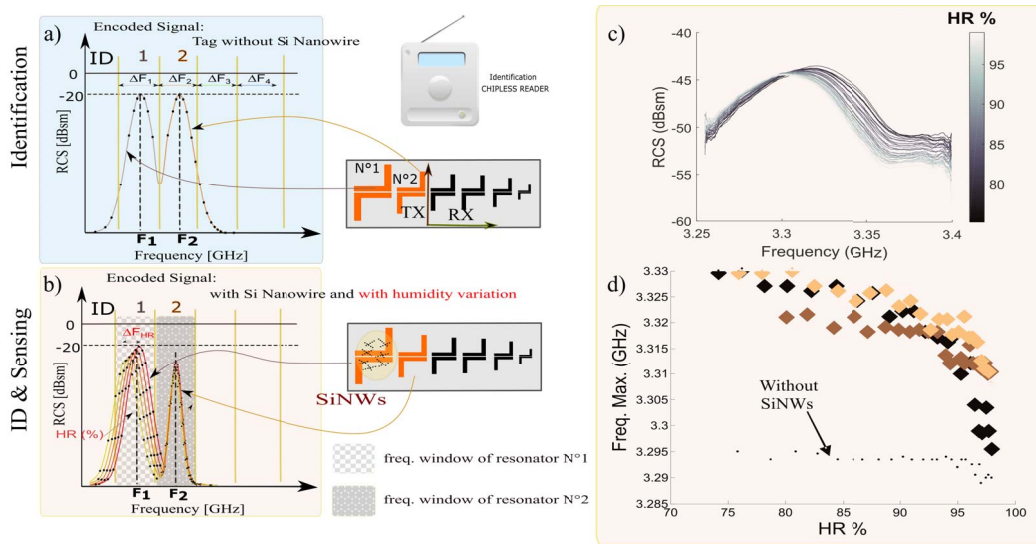 Identification
a)
Encoded Signal:
Tag without Si Nanowire
ID
1
2
0
ΔF₁
ΔF₂
ΔF₃
ΔF₄
-20
RCS [dBsm]
F₁
F₂
Frequency [GHz]
Identification
CHIPLESS READER
N°1
N°2
TX
RX
ID & Sensing
b)
Encoded Signal:
with Si Nanowire and with humidity variation
ID
1
2
0
ΔF_HR
-20
RCS [dBsm]
HR (%)
F₁
F₂
Frequency [GHz]
SiNWs
freq. window of resonator N°1
freq. window of resonator N°2
c)
HR %
-40
-45
-50
-55
-60
RCS (dBsm)
3.25
3.3
3.35
3.4
Frequency (GHz)
95
90
85
80
d)
3.33
3.325
3.32
3.315
3.31
3.305
3.3
3.295
3.29
3.285
Freq. Max. (GHz)
Without
SiNWs
70
75
80
85
90
95
100
HR %